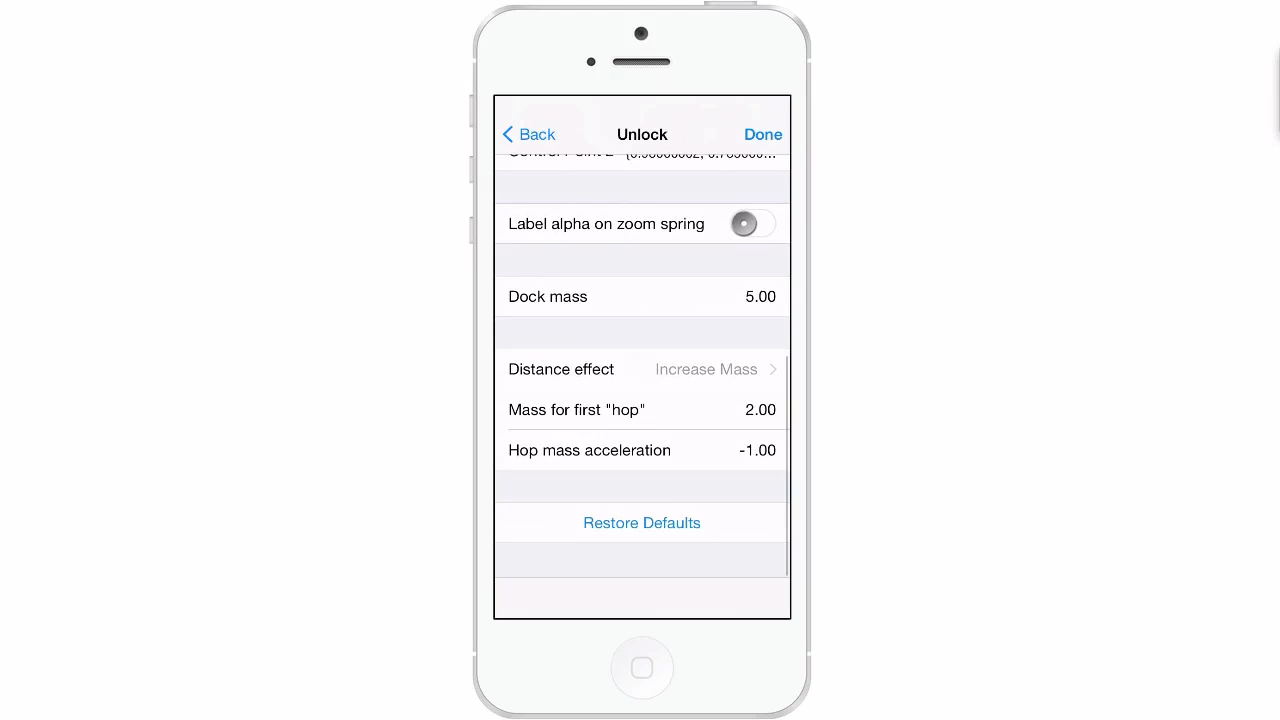 Back
Unlock
Done
Label alpha on zoom spring
Dock mass
5.00
Distance effect
Increase Mass
Mass for first "hop"
2.00
Hop mass acceleration
-1.00
Restore Defaults